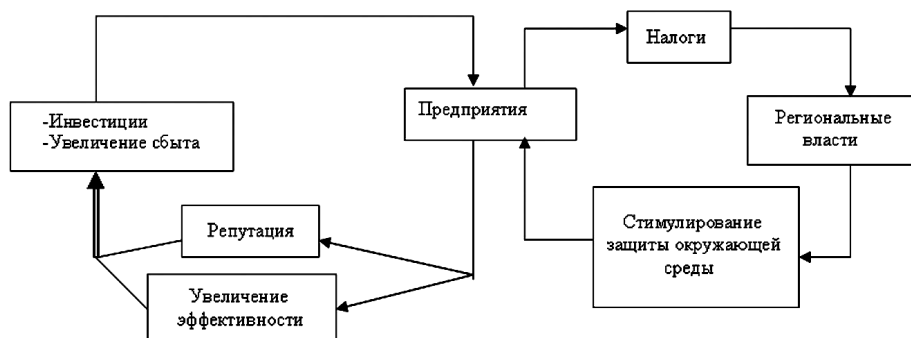 Налоги
-Инвестиции
-Увеличение сбыта
Предприятия
Региональные
власти
Репутация
Стимулирование
защиты окружающей
среды
Увеличение
эффективности